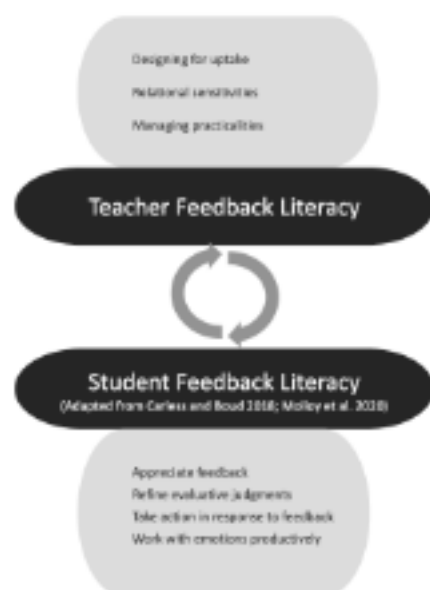 Designing for uptake
Relational sensitivities
Managing practicalities
Teacher Feedback Literacy
Student Feedback Literacy
(Adapted from Carless and Boud 2018; Molloy et al. 2020)
Appreciate feedback
Refine evaluative judgments
Take action in response to feedback
Work with emotions productively